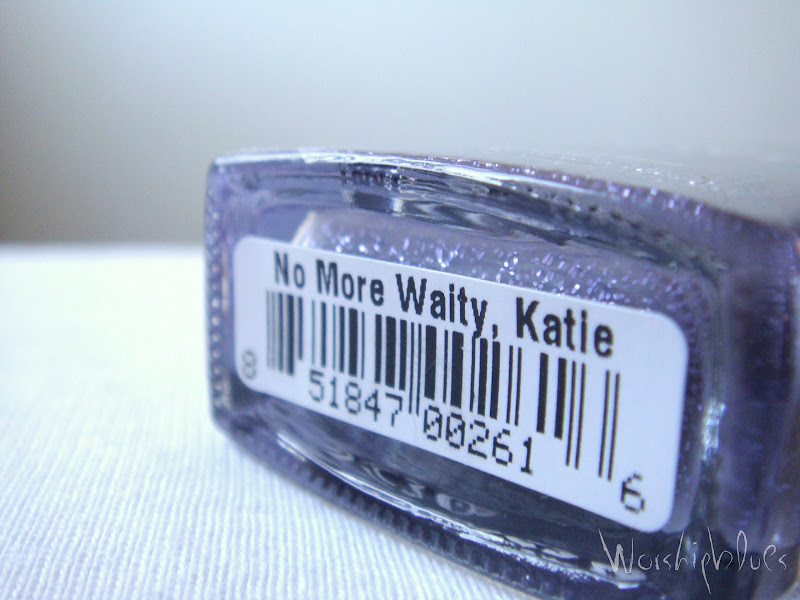 No More Waity, Katie
8 51847 00261 6
Worshipblues